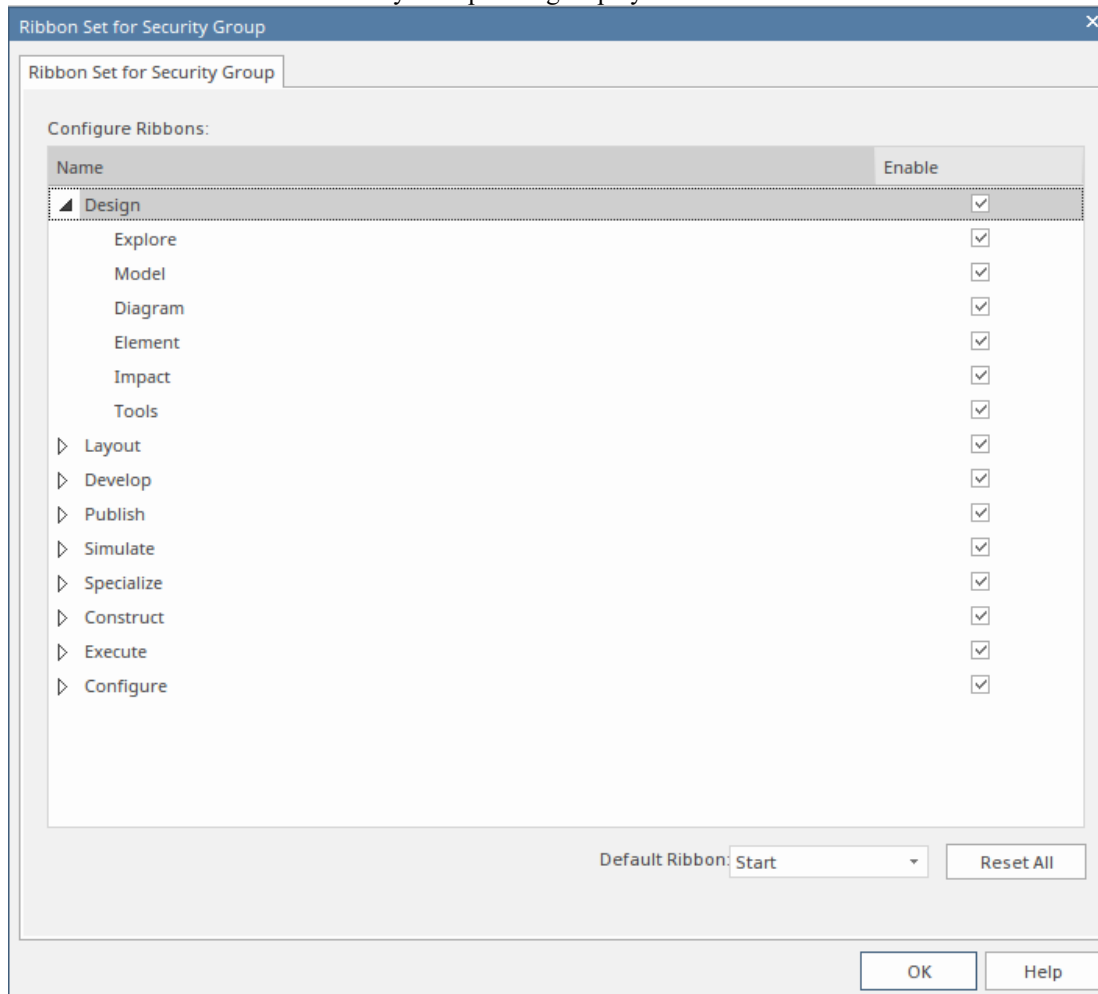 Ribbon Set for Security Group
Ribbon Set for Security Group
Configure Ribbons:
Name Enable
Design
Explore
Model
Diagram
Element
Impact
Tools
Layout
Develop
Publish
Simulate
Specialize
Construct
Execute
Configure
Default Ribbon: Start Reset All
OK Help